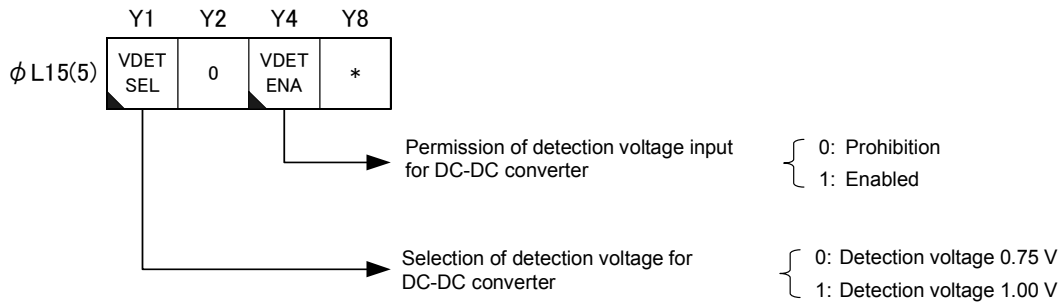 Y1 Y2 Y4 Y8
φL15(5) VDET SEL 0 VDET ENA *
Permission of detection voltage input
for DC-DC converter
0: Prohibition
1: Enabled
Selection of detection voltage for
DC-DC converter
0: Detection voltage 0.75 V
1: Detection voltage 1.00 V